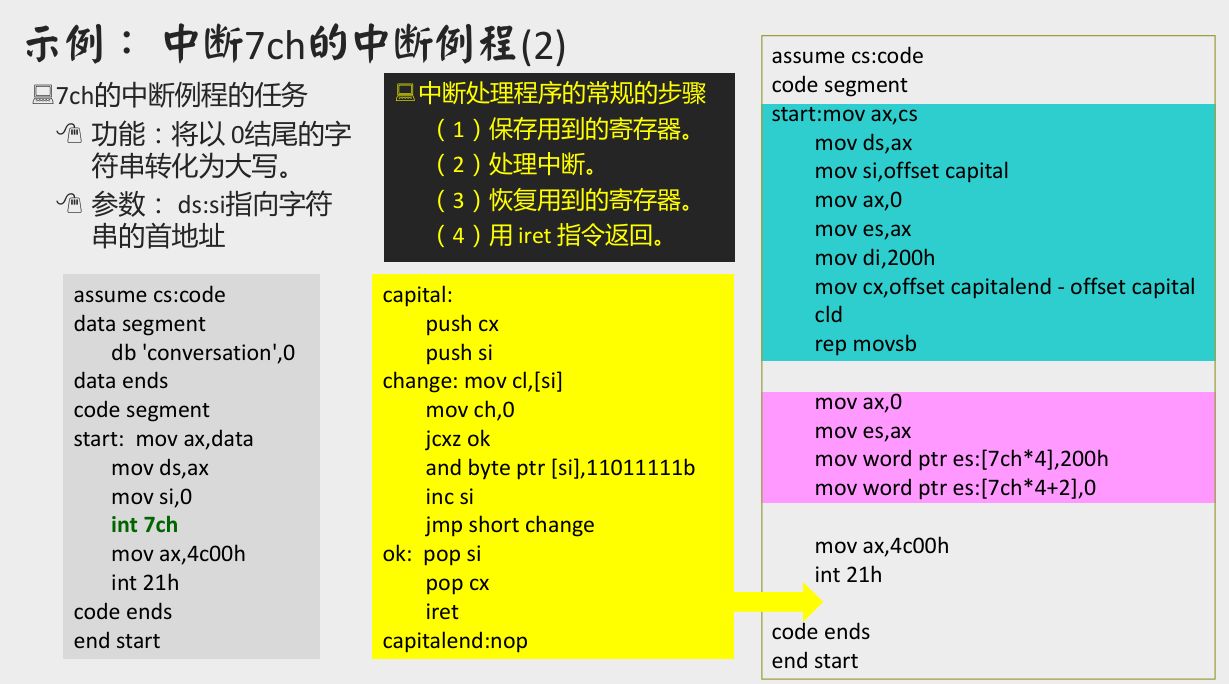 示例： 中断7ch的中断例程(2)
7ch的中断例程的任务
功能：将以 0结尾的字
符串转化为大写。
参数： ds:si指向字符
串的首地址
中断处理程序的常规的步骤
（1）保存用到的寄存器。
（2）处理中断。
（3）恢复用到的寄存器。
（4）用 iret 指令返回。
assume cs:code
data segment
db 'conversation',0
data ends
code segment
start: mov ax,data
mov ds,ax
mov si,0
int 7ch
mov ax,4c00h
int 21h
code ends
end start
capital:
push cx
push si
change: mov cl,[si]
mov ch,0
jcxz ok
and byte ptr [si],11011111b
inc si
jmp short change
ok: pop si
pop cx
iret
capitalend:nop
assume cs:code
code segment
start:mov ax,cs
mov ds,ax
mov si,offset capital
mov ax,0
mov es,ax
mov di,200h
mov cx,offset capitalend - offset capital
cld
rep movsb
mov ax,0
mov es,ax
mov word ptr es:[7ch*4],200h
mov word ptr es:[7ch*4+2],0
mov ax,4c00h
int 21h
code ends
end start